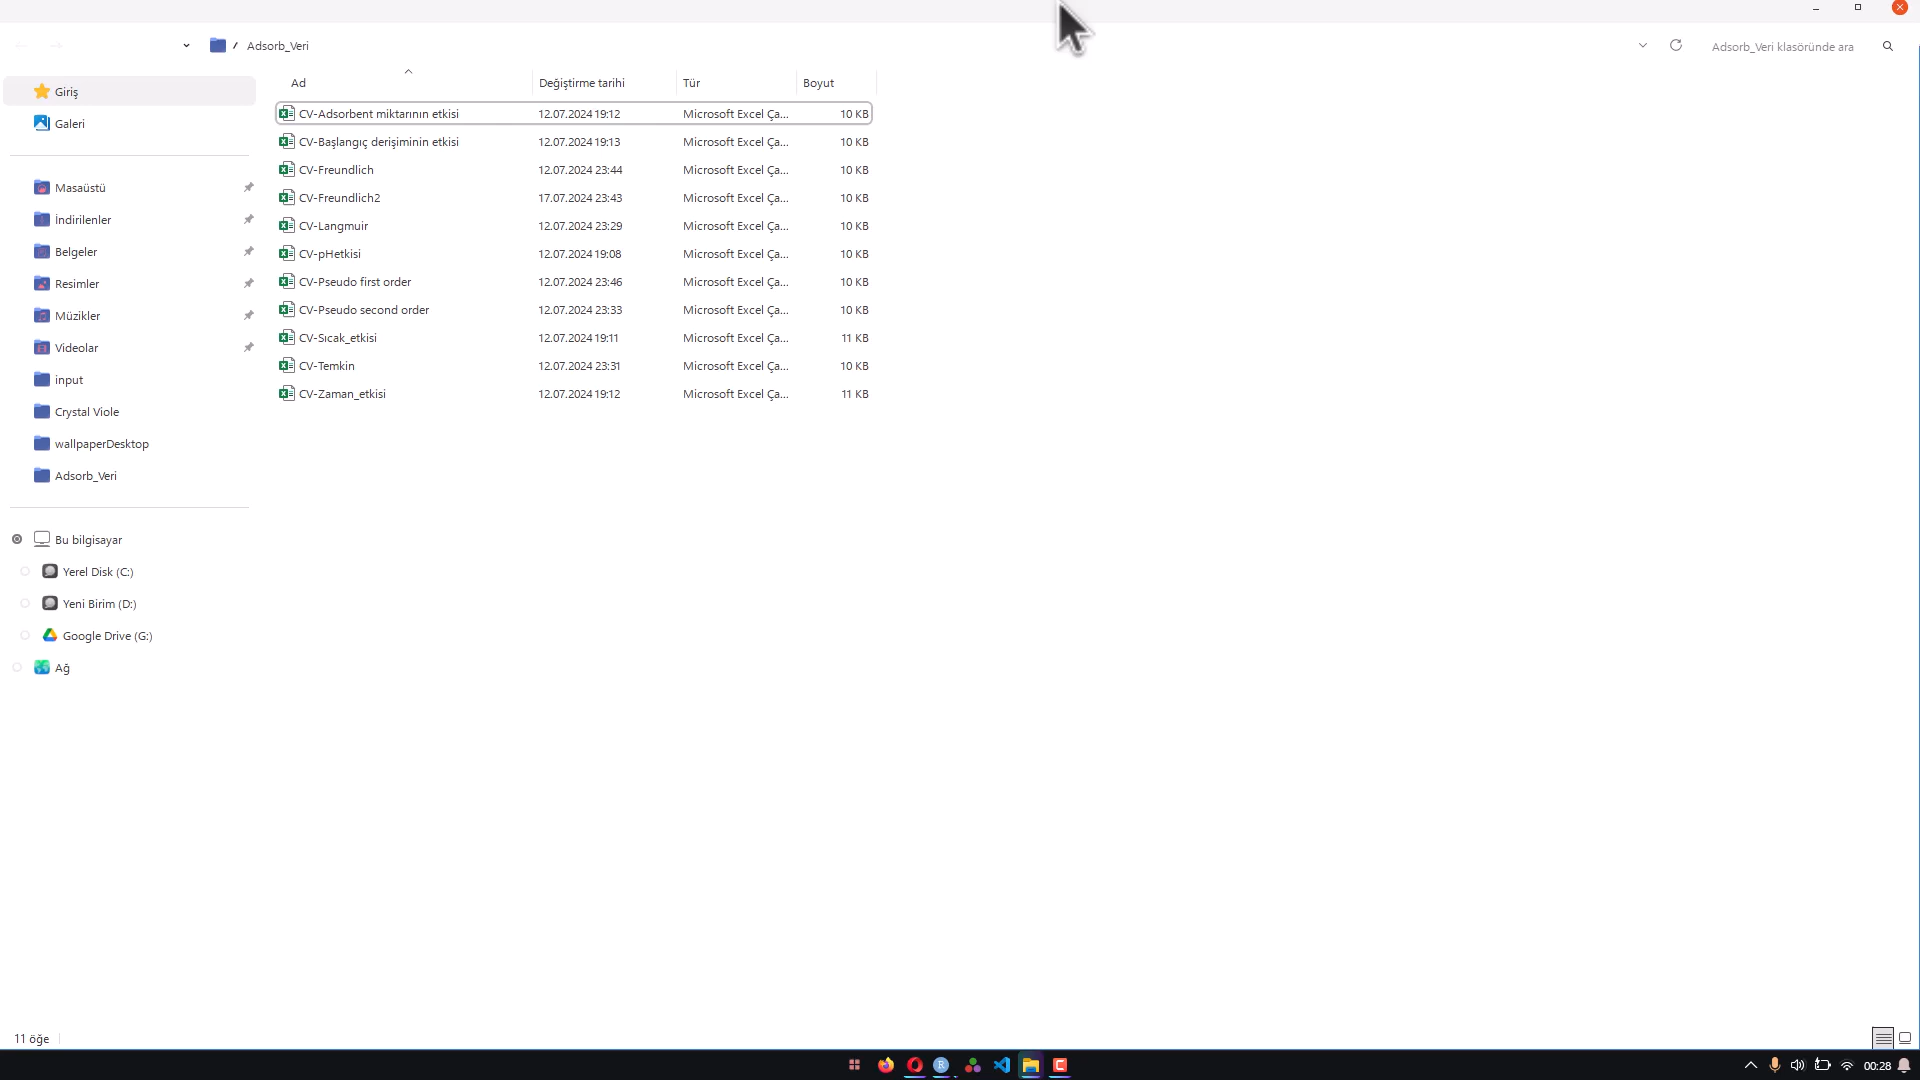 Adsorb_Veri
Adsorb_Veri klasöründe ara
Giriş
Galeri
Masaüstü
İndirilenler
Belgeler
Resimler
Müzikler
Videolar
input
Crystal Viole
wallpaperDesktop
Adsorb_Veri
Bu bilgisayar
Yerel Disk (C:)
Yeni Birim (D:)
Google Drive (G:)
Ağ
Ad Değiştirme tarihi Tür Boyut
CV-Adsorbent miktarının etkisi 12.07.2024 19:12 Microsoft Excel Ça... 10 KB
CV-Başlangıç derişiminin etkisi 12.07.2024 19:13 Microsoft Excel Ça... 10 KB
CV-Freundlich 12.07.2024 23:44 Microsoft Excel Ça... 10 KB
CV-Freundlich2 17.07.2024 23:43 Microsoft Excel Ça... 10 KB
CV-Langmuir 12.07.2024 23:29 Microsoft Excel Ça... 10 KB
CV-pHetkisi 12.07.2024 19:08 Microsoft Excel Ça... 10 KB
CV-Pseudo first order 12.07.2024 23:46 Microsoft Excel Ça... 10 KB
CV-Pseudo second order 12.07.2024 23:33 Microsoft Excel Ça... 10 KB
CV-Sıcak_etkisi 12.07.2024 19:11 Microsoft Excel Ça... 11 KB
CV-Temkin 12.07.2024 23:31 Microsoft Excel Ça... 10 KB
CV-Zaman_etkisi 12.07.2024 19:12 Microsoft Excel Ça... 11 KB
11 öğe
00:28